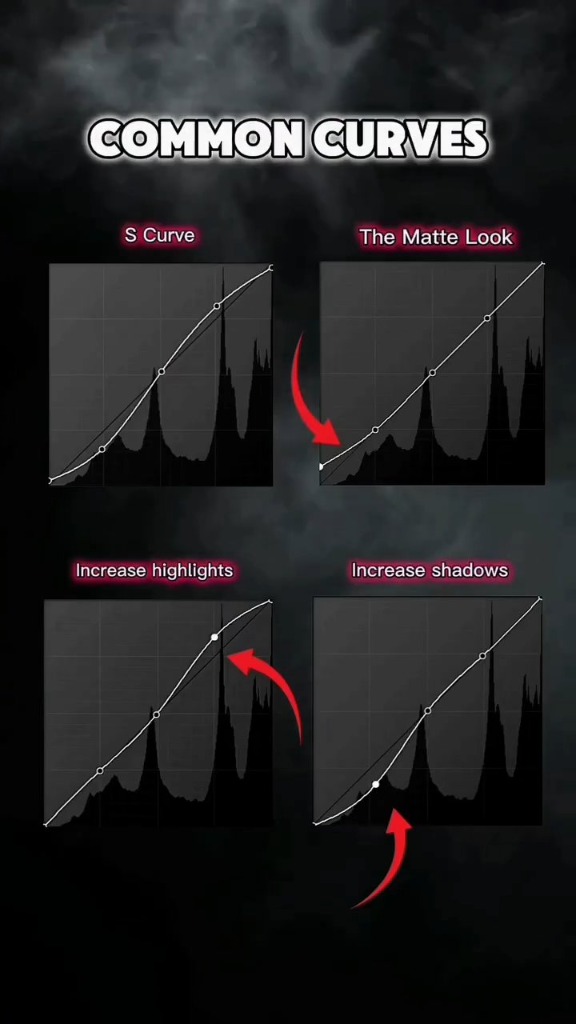 COMMON CURVES
S Curve
The Matte Look
Increase highlights
Increase shadows